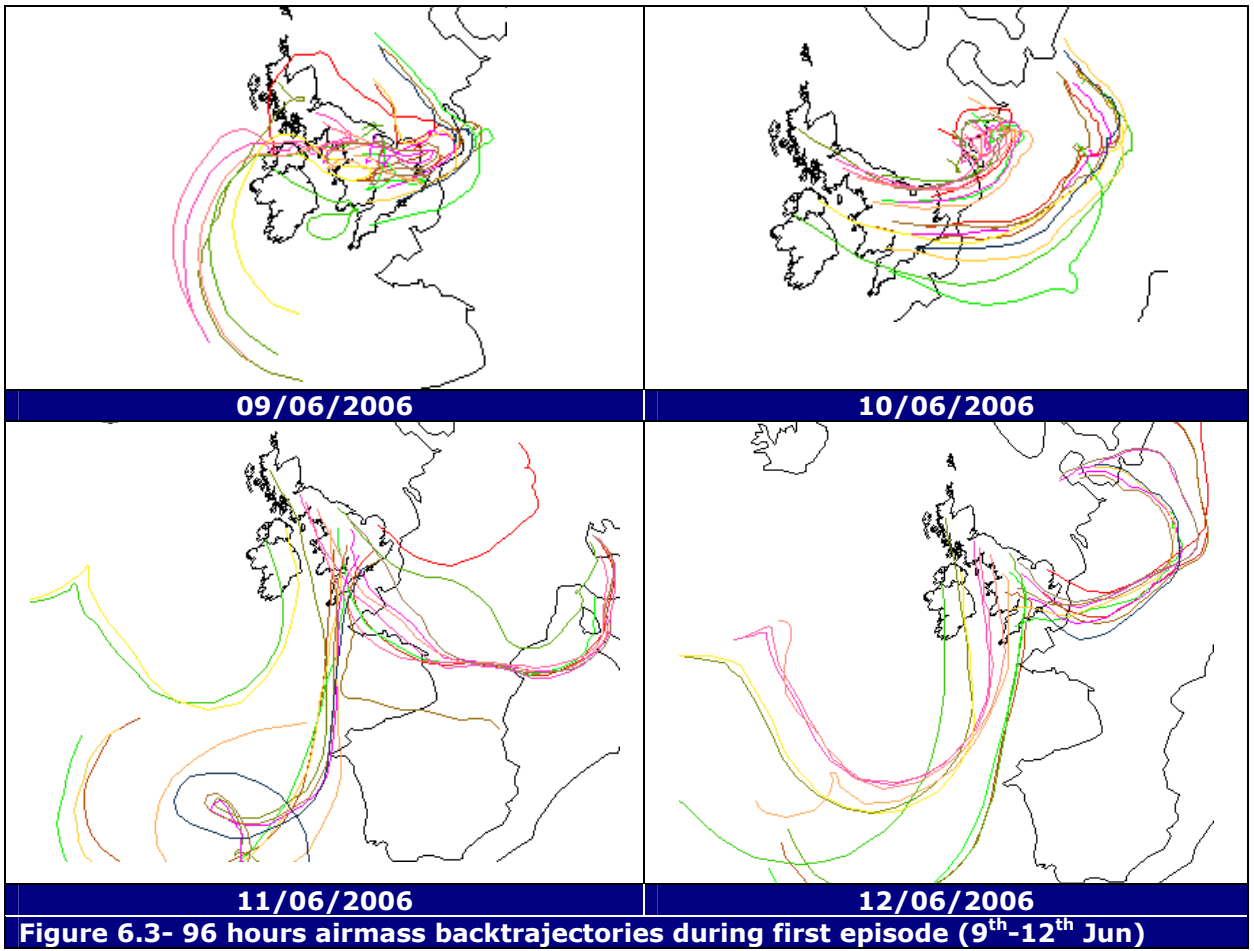 09/06/2006
10/06/2006
11/06/2006
12/06/2006
Figure 6.3- 96 hours airmass backtrajectories during first episode (9th-12th Jun)